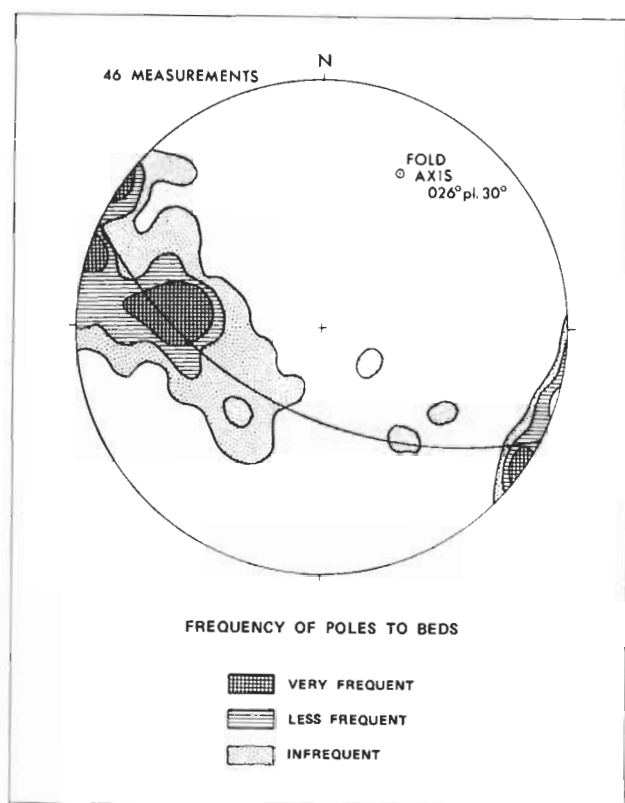 N
46 MEASUREMENTS
FOLD
AXIS
026° pl. 30°
FREQUENCY OF POLES TO BEDS
VERY FREQUENT
LESS FREQUENT
INFREQUENT